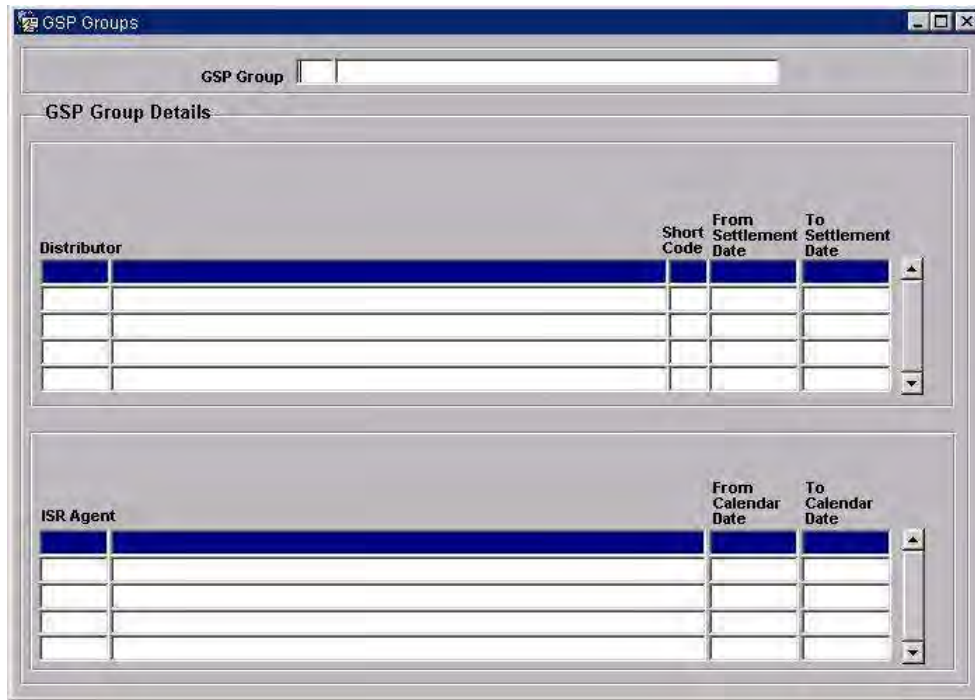 GSP Groups
GSP Group
GSP Group Details
Distributor
Short Code
From Settlement Date
To Settlement Date
ISR Agent
From Calendar Date
To Calendar Date